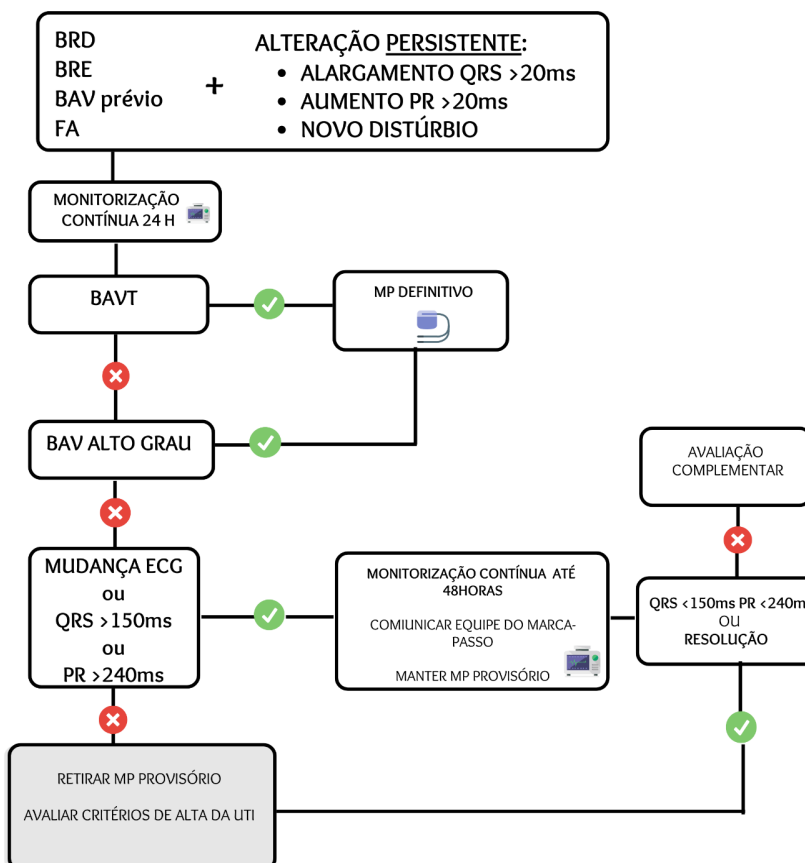 BRD
BRE
BAV prévio
FA
+
ALTERAÇÃO PERSISTENTE:
• ALARGAMENTO QRS >20ms
• AUMENTO PR >20ms
• NOVO DISTÚRBIO
MONITORIZAÇÃO
CONTÍNUA 24 H
BAVT
MP DEFINITIVO
BAV ALTO GRAU
AVALIAÇÃO
COMPLEMENTAR
MUDANÇA ECG
ou
QRS >150ms
ou
PR >240ms
MONITORIZAÇÃO CONTÍNUA ATÉ
48HORAS
COMIUNICAR EQUIPE DO MARCA-
PASSO
MANTER MP PROVISÓRIO
QRS <150ms PR <240m
OU
RESOLUÇÃO
RETIRAR MP PROVISÓRIO
AVALIAR CRITÉRIOS DE ALTA DA UTI